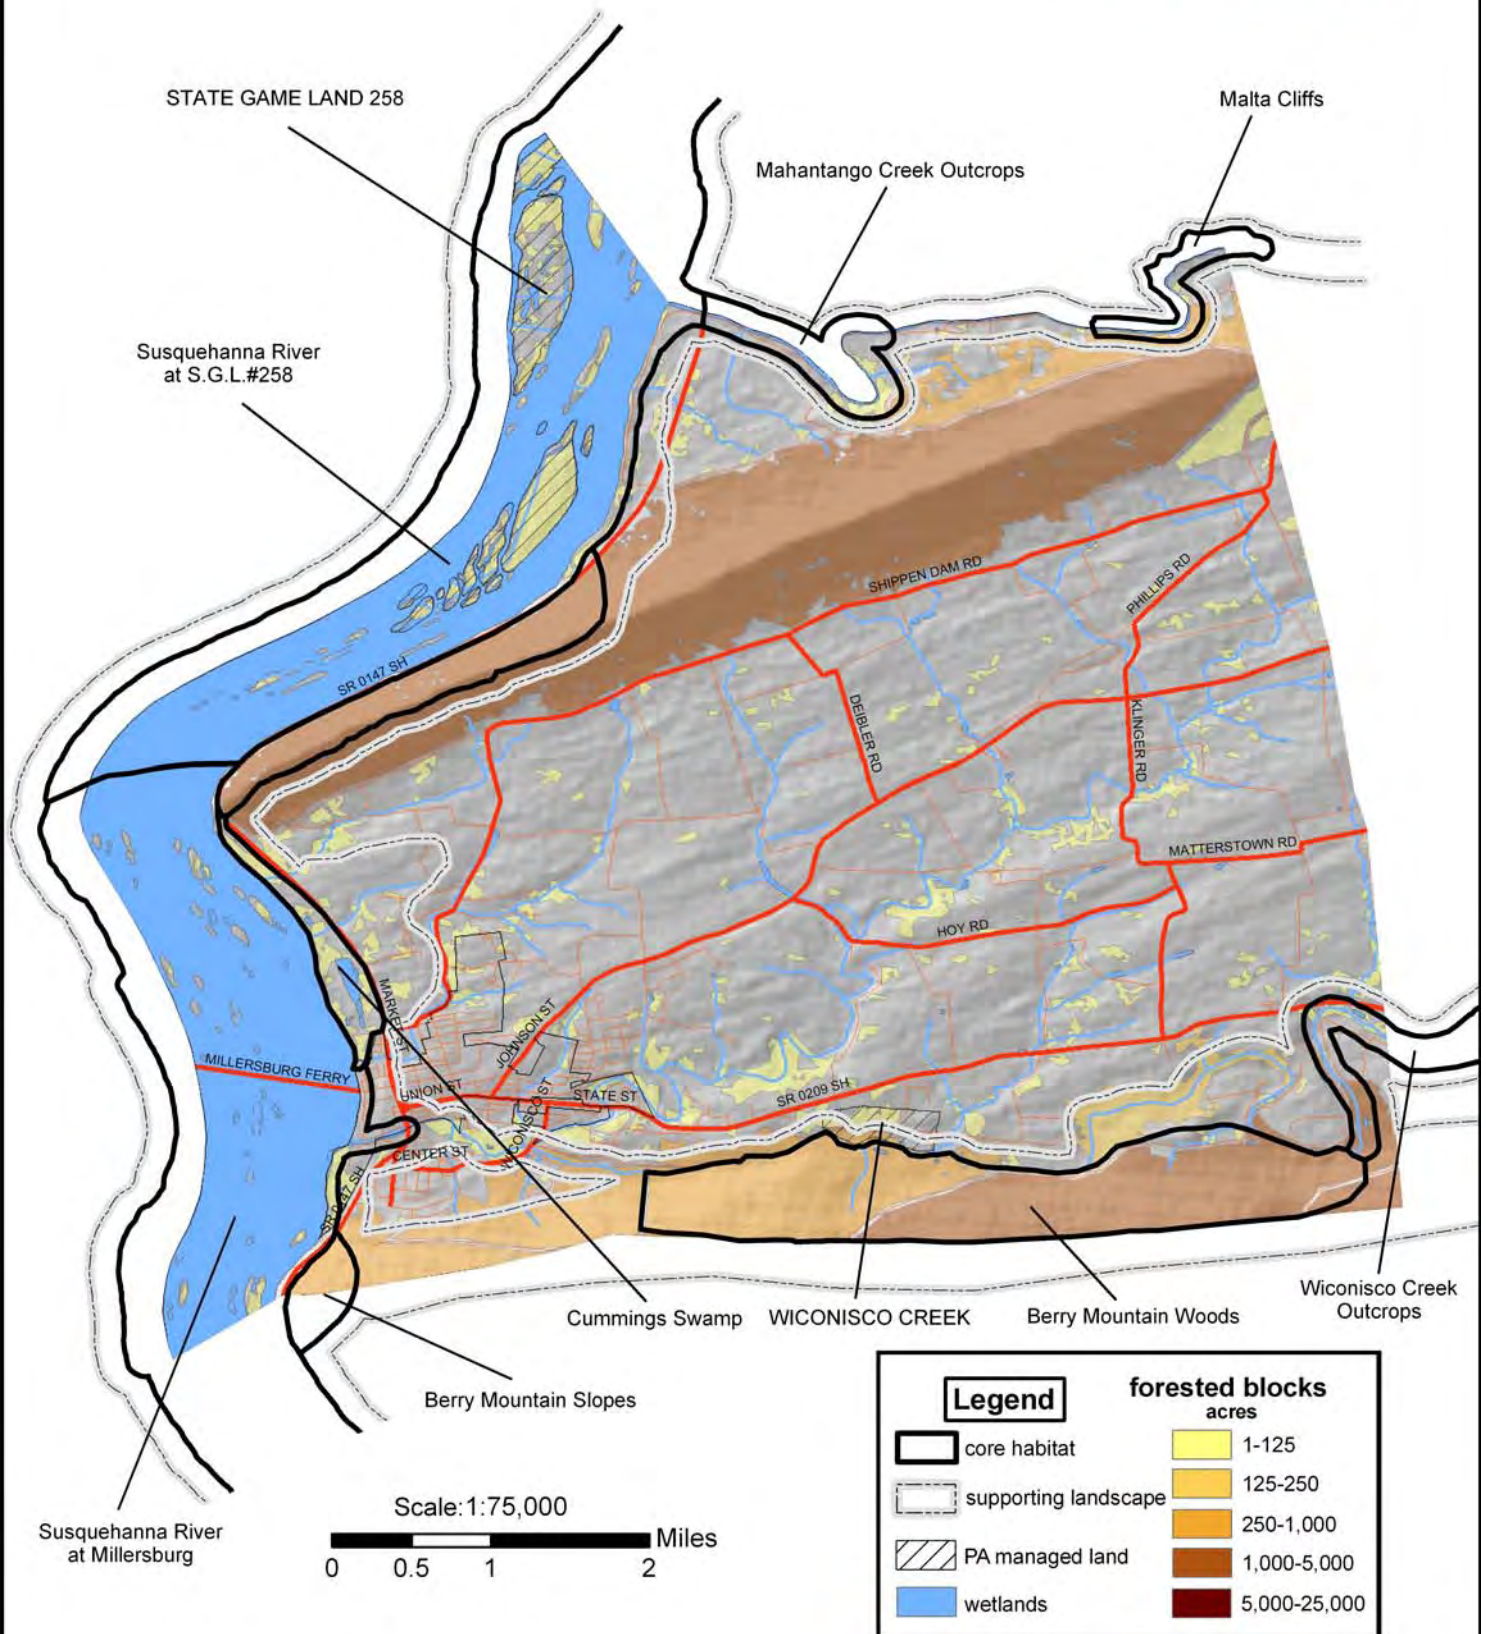 STATE GAME LAND 258
Malta Cliffs
Mahantango Creek Outcrops
Susquehanna River
at S.G.L.#258
SHIPPEN DAM RD
PHILLIPS RD
SR 0147 SH
DEIBLER RD
KLINGER RD
MATTERSTOWN RD
HOY RD
MARKET ST
JOHNSON ST
MILLERSBURG FERRY
UNION ST
STATE ST
SR 0209 SH
WICONISCO ST
CENTER ST
SR 0147 SH
Cummings Swamp
WICONISCO CREEK
Berry Mountain Woods
Wiconisco Creek
Outcrops
Berry Mountain Slopes
Susquehanna River
at Millersburg
Scale:1:75,000
Miles
0 0.5 1 2
Legend
core habitat
supporting landscape
PA managed land
wetlands
forested blocks
acres
1-125
125-250
250-1,000
1,000-5,000
5,000-25,000